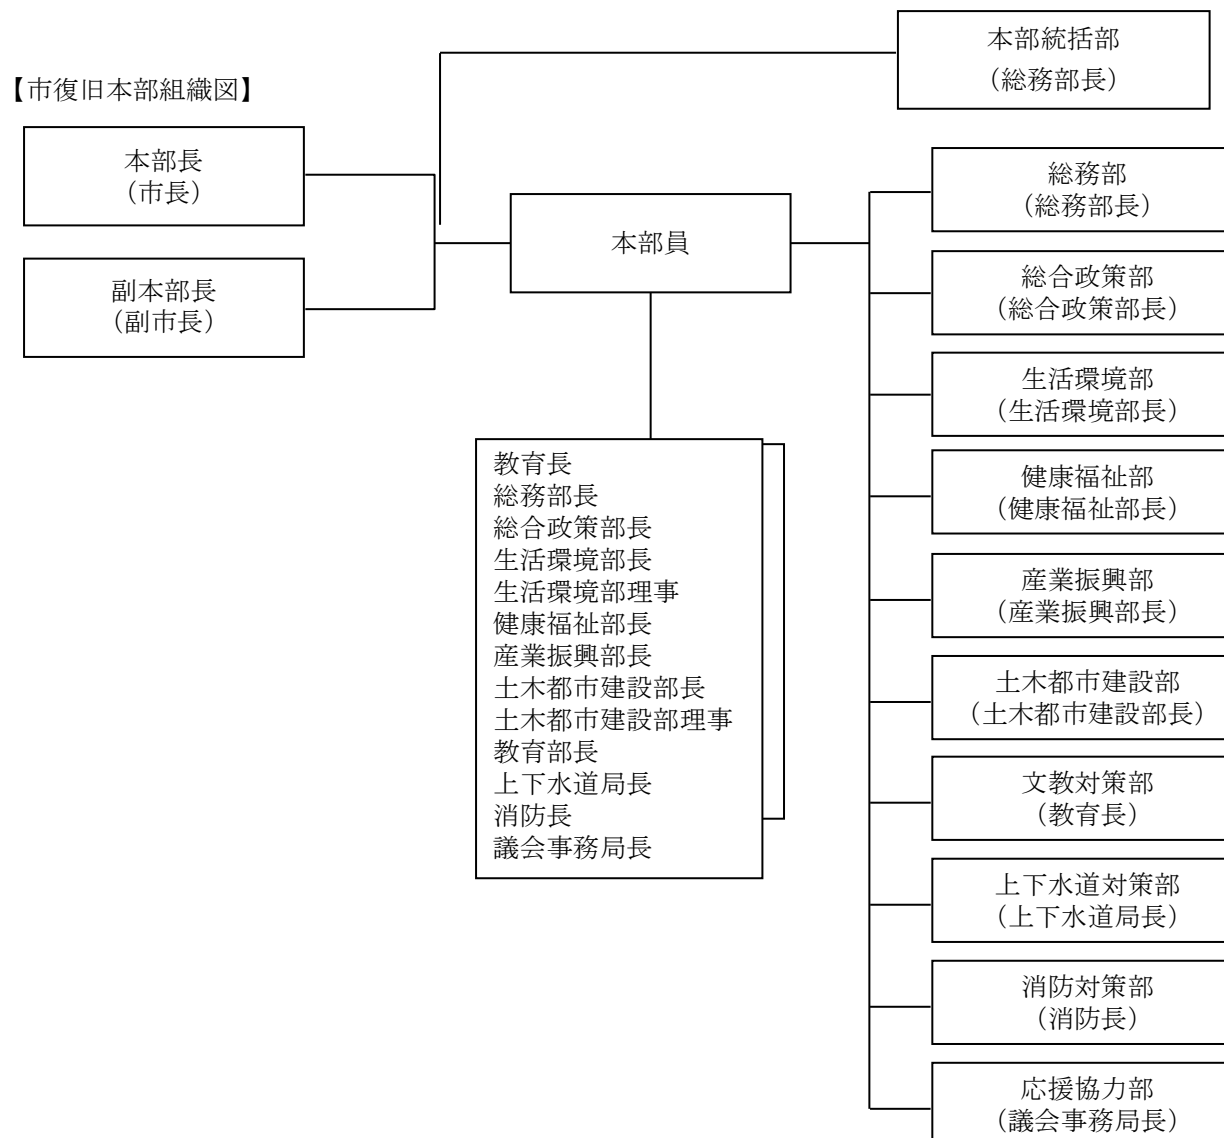 本部統括部
（総務部長）
【市復旧本部組織図】
本部長
（市長）
副本部長
（副市長）
本部員
教育長
総務部長
総合政策部長
生活環境部長
生活環境部理事
健康福祉部長
産業振興部長
土木都市建設部長
土木都市建設部理事
教育部長
上下水道局長
消防長
議会事務局長
総務部
（総務部長）
総合政策部
（総合政策部長）
生活環境部
（生活環境部長）
健康福祉部
（健康福祉部長）
産業振興部
（産業振興部長）
土木都市建設部
（土木都市建設部長）
文教対策部
（教育長）
上下水道対策部
（上下水道局長）
消防対策部
（消防長）
応援協力部
（議会事務局長）